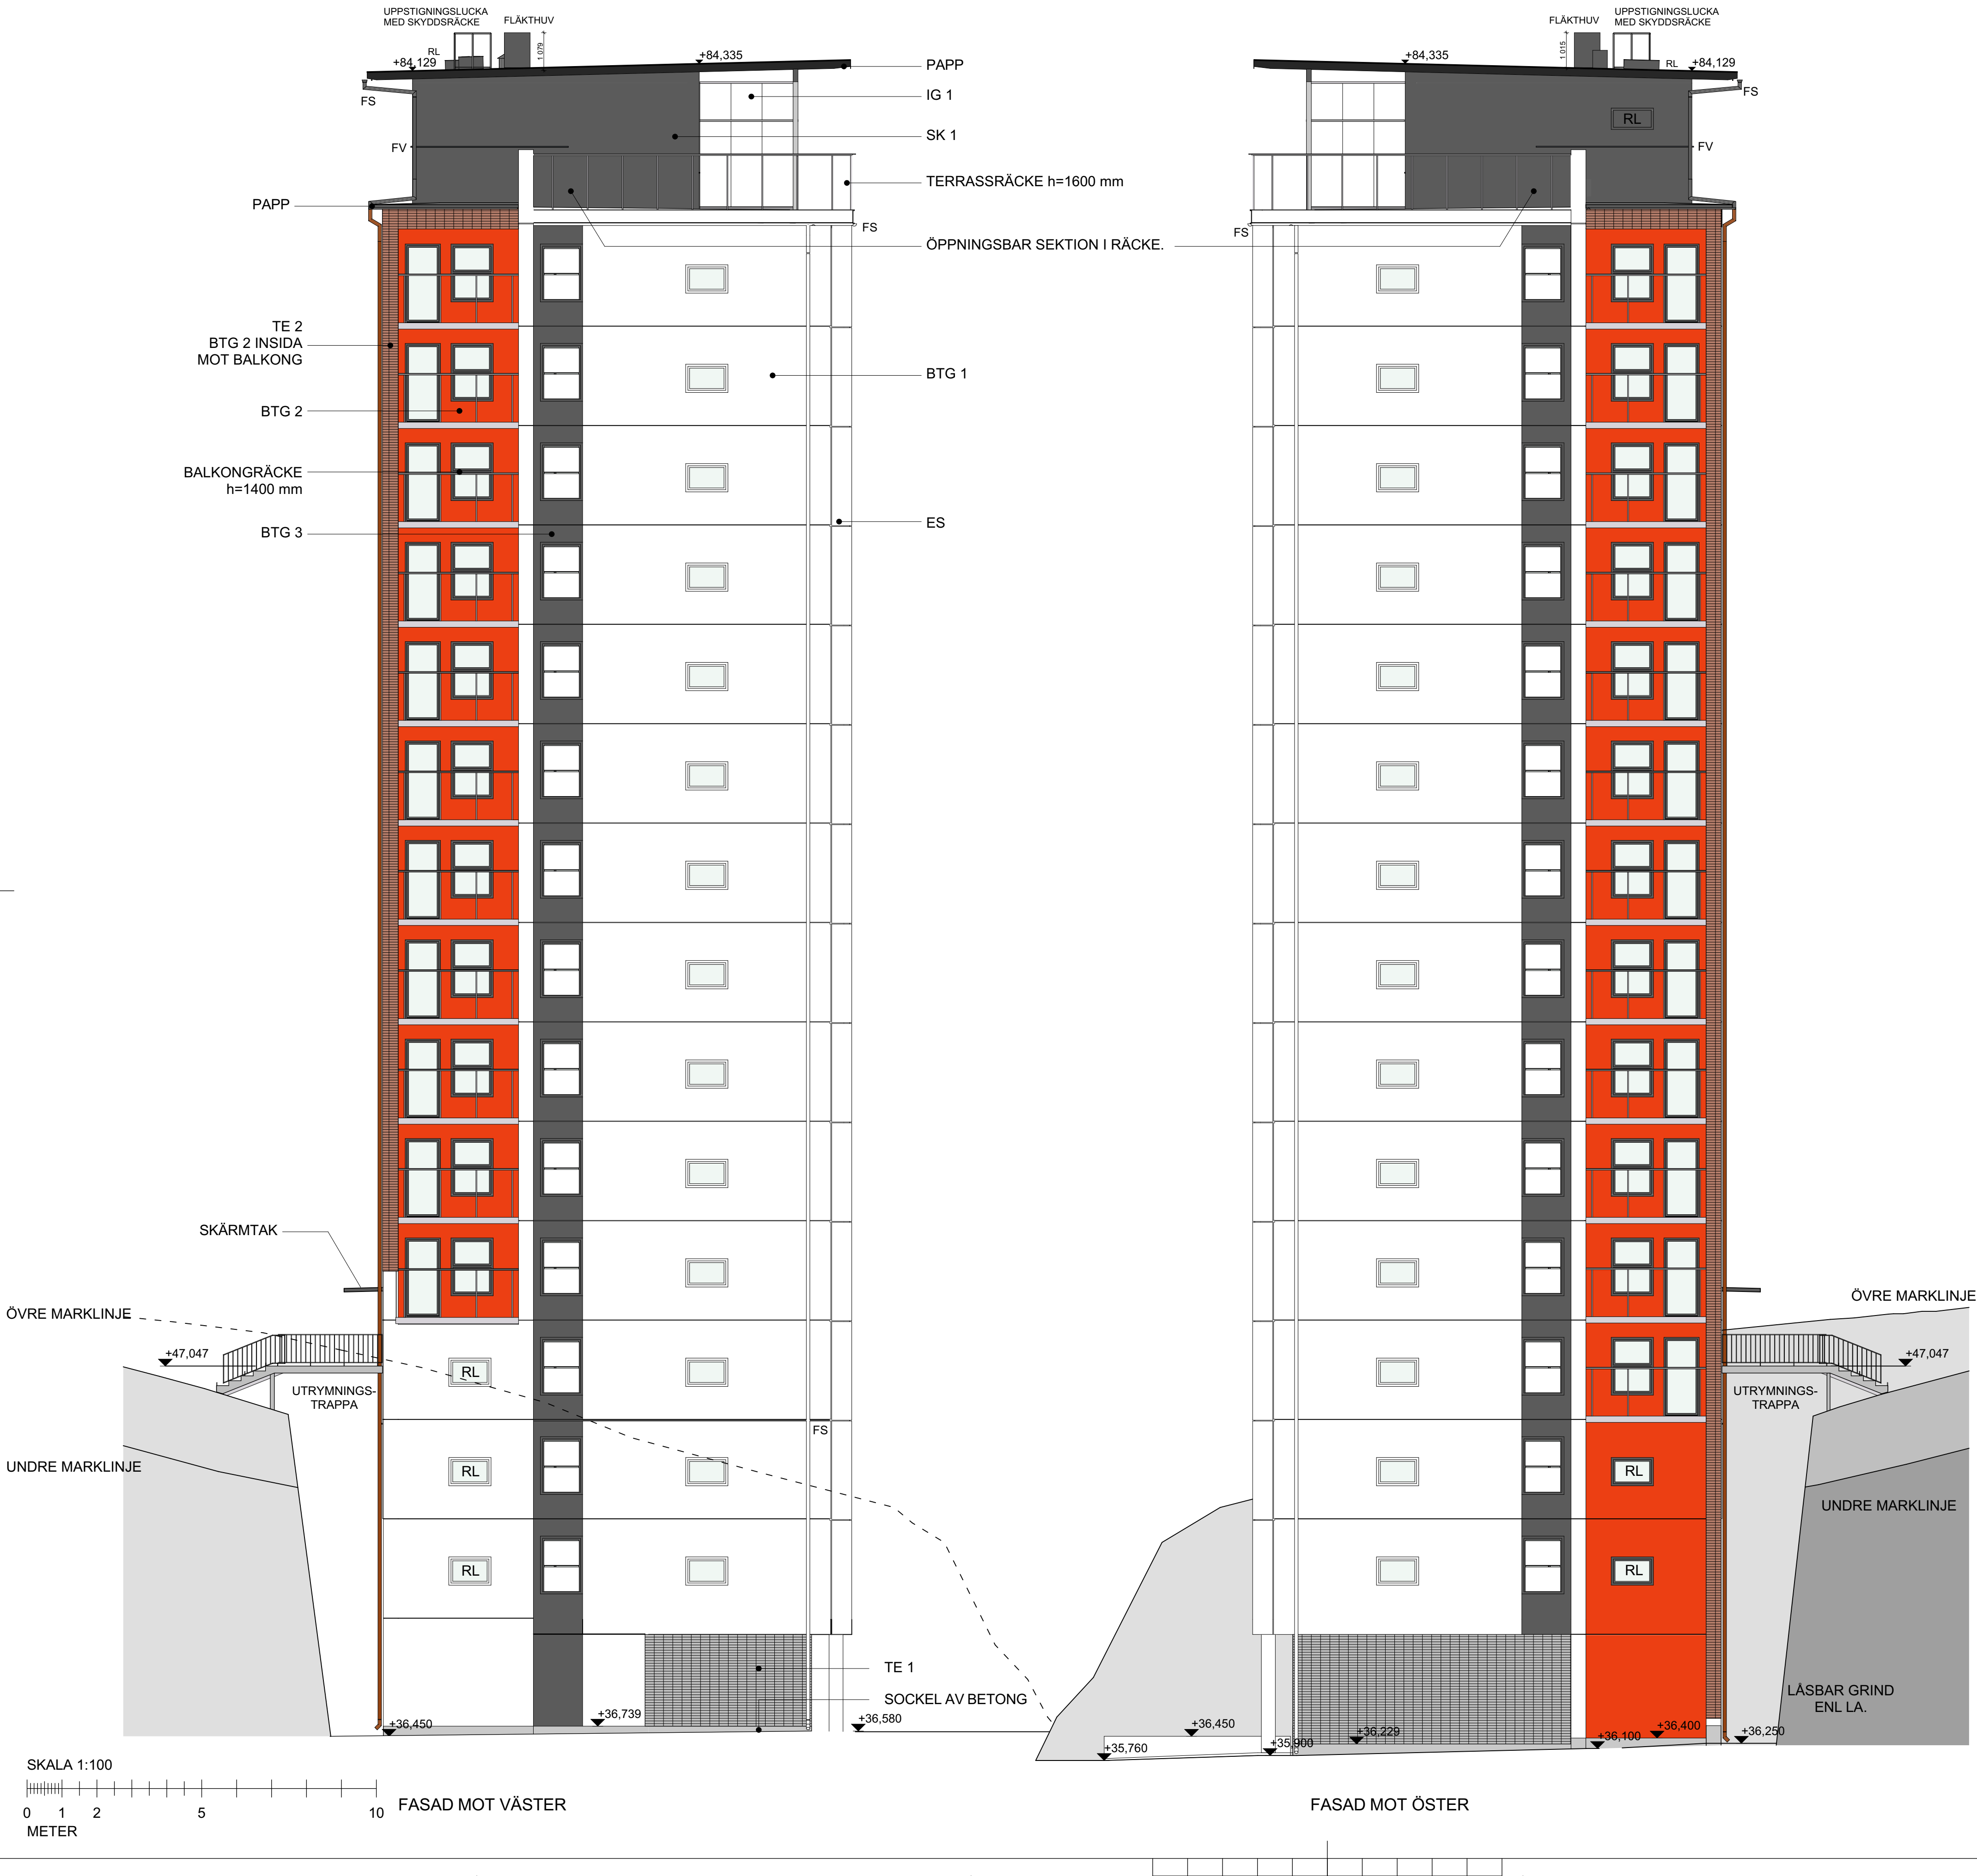 UPPSTIGNINGSLUCKA
MED SKYDDSRÄCKE
FLÄKTHUV
RL
+84,129
1 079
+84,335
PAPP
IG 1
SK 1
FS
FV
TERRASSRÄCKE h=1600 mm
PAPP
FS
ÖPPNINGSBAR SEKTION I RÄCKE.
TE 2
BTG 2 INSIDA
MOT BALKONG
BTG 1
BTG 2
BALKONGRÄCKE
h=1400 mm
BTG 3
ES
SKÄRMTAK
ÖVRE MARKLINJE
+47,047
UTRYMNINGS-
TRAPPA
RL
FS
UNDRE MARKLINJE
RL
RL
TE 1
SOCKEL AV BETONG
+36,450
+36,739
+36,580
FLÄKTHUV
UPPSTIGNINGSLUCKA
MED SKYDDSRÄCKE
+84,335
1 015
RL
+84,129
FS
RL
FV
FS
ÖVRE MARKLINJE
+47,047
UTRYMNINGS-
TRAPPA
RL
UNDRE MARKLINJE
RL
LÅSBAR GRIND
ENL LA.
+35,760
+36,450
+35,900
+36,229
+36,100
+36,400
+36,250
SKALA 1:100
0 1 2 5 10
METER
FASAD MOT VÄSTER
FASAD MOT ÖSTER